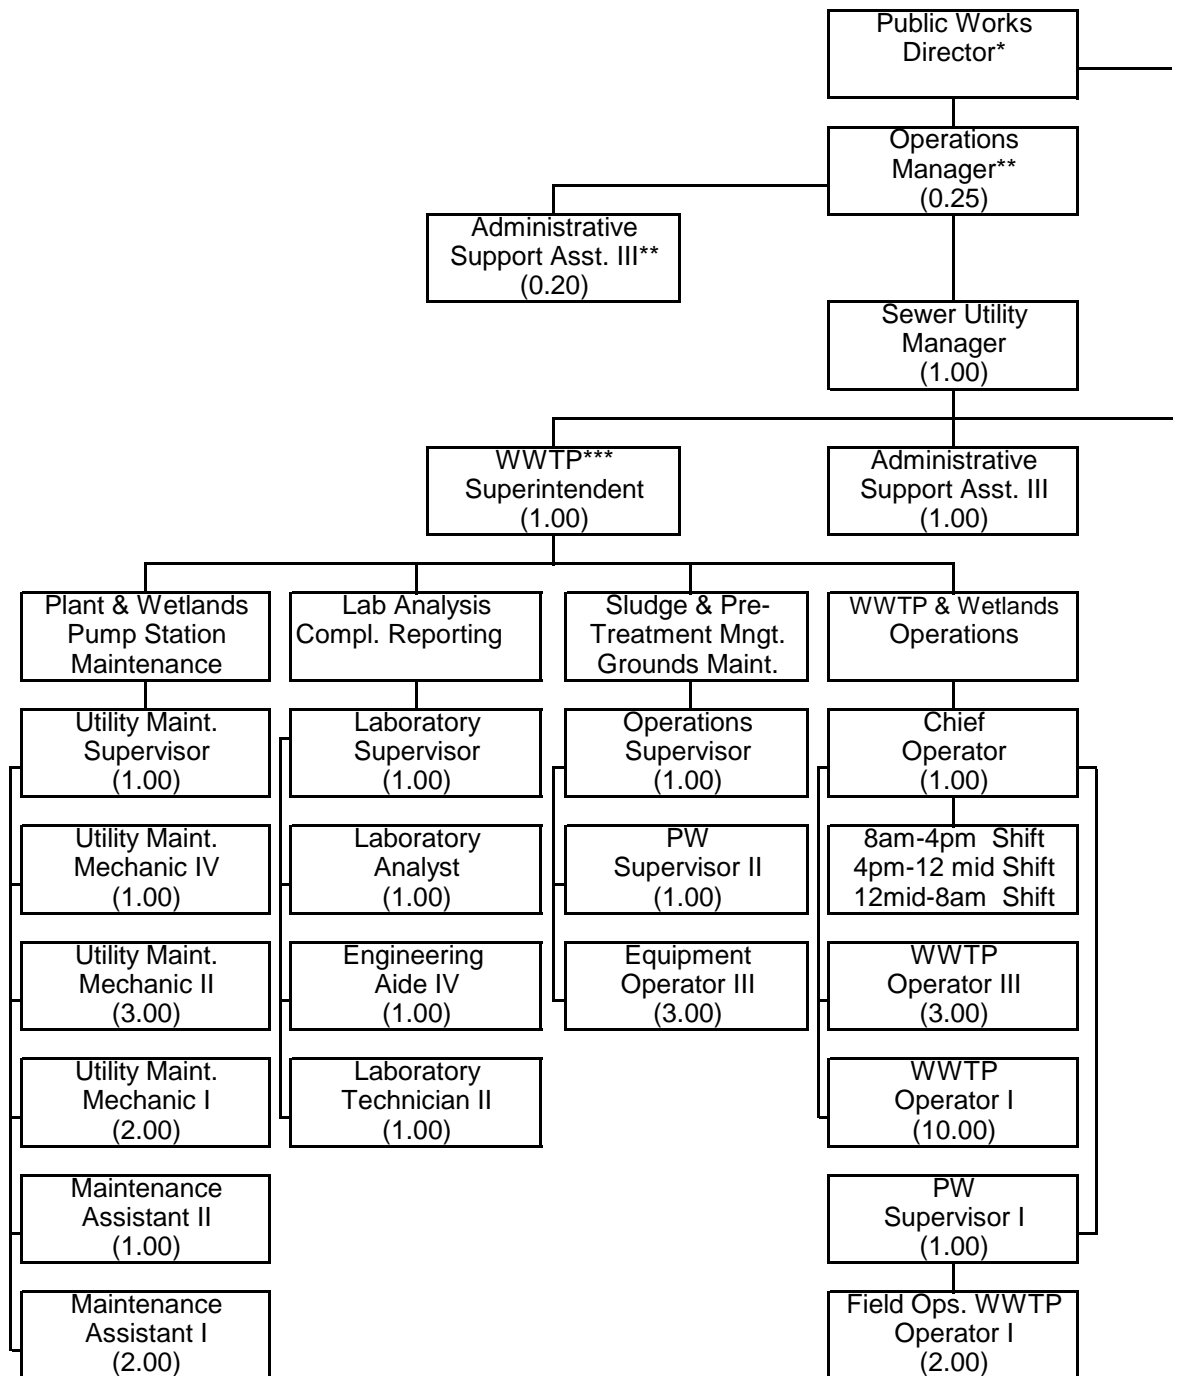 Public Works
Director*
Operations
Manager**
(0.25)
Administrative
Support Asst. III**
(0.20)
Sewer Utility
Manager
(1.00)
WWTP***
Superintendent
(1.00)
Administrative
Support Asst. III
(1.00)
Plant & Wetlands
Pump Station
Maintenance
Lab Analysis
Compl. Reporting
Sludge & Pre-
Treatment Mngt.
Grounds Maint.
WWTP & Wetlands
Operations
Utility Maint.
Supervisor
(1.00)
Laboratory
Supervisor
(1.00)
Operations
Supervisor
(1.00)
Chief
Operator
(1.00)
Utility Maint.
Mechanic IV
(1.00)
Laboratory
Analyst
(1.00)
PW
Supervisor II
(1.00)
8am-4pm Shift
4pm-12 mid Shift
12mid-8am Shift
Utility Maint.
Mechanic II
(3.00)
Engineering
Aide IV
(1.00)
Equipment
Operator III
(3.00)
WWTP
Operator III
(3.00)
Utility Maint.
Mechanic I
(2.00)
Laboratory
Technician II
(1.00)
WWTP
Operator I
(10.00)
Maintenance
Assistant II
(1.00)
PW
Supervisor I
(1.00)
Maintenance
Assistant I
(2.00)
Field Ops. WWTP
Operator I
(2.00)